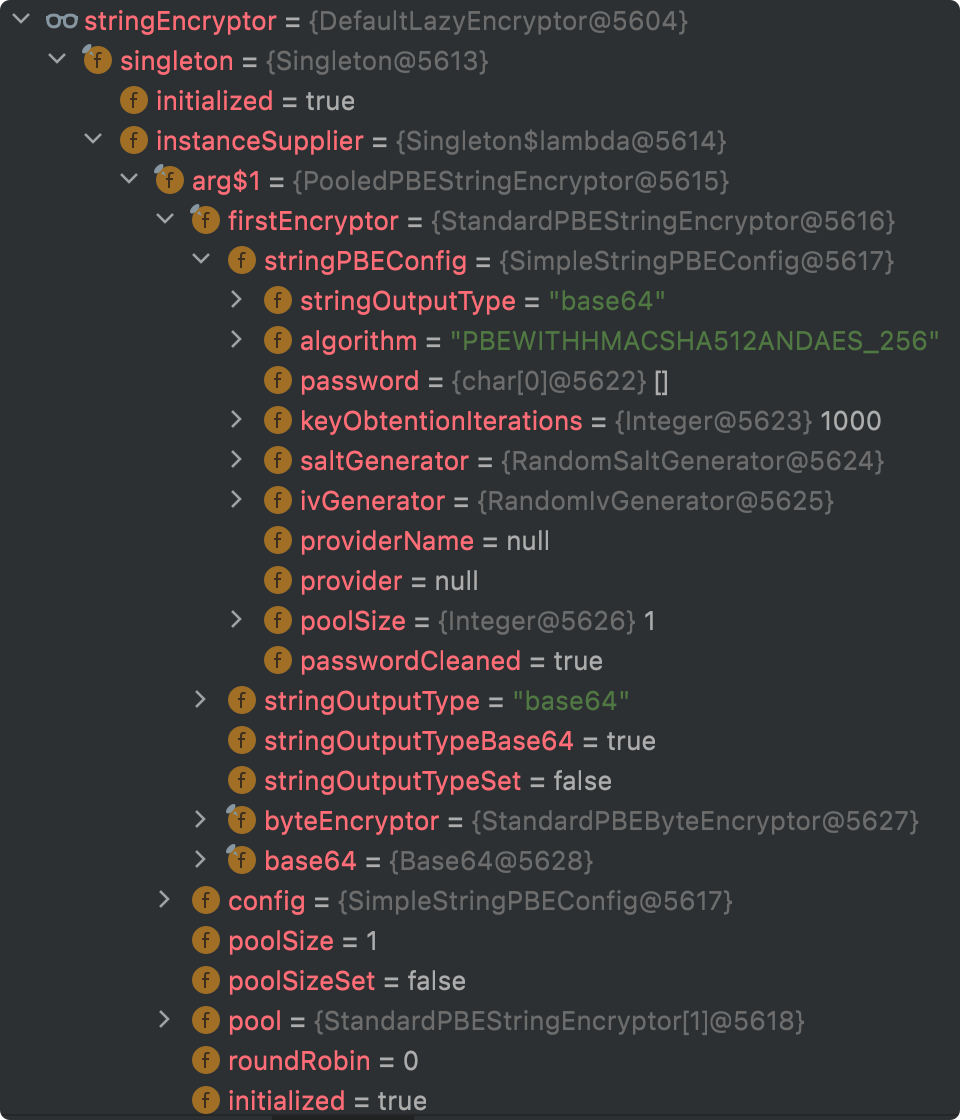 stringEncryptor = {DefaultLazyEncryptor@5604}
f singleton = {Singleton@5613}
f initialized = true
f instanceSupplier = {Singleton$lambda@5614}
f arg$1 = {PooledPBEStringEncryptor@5615}
f firstEncryptor = {StandardPBEStringEncryptor@5616}
f stringPBEConfig = {SimpleStringPBEConfig@5617}
f stringOutputType = "base64"
f algorithm = "PBEWITHHMACSHA512ANDAES_256"
f password = {char[0]@5622} []
f keyObtentionIterations = {Integer@5623} 1000
f saltGenerator = {RandomSaltGenerator@5624}
f ivGenerator = {RandomIvGenerator@5625}
f providerName = null
f provider = null
f poolSize = {Integer@5626} 1
f passwordCleaned = true
f stringOutputType = "base64"
f stringOutputTypeBase64 = true
f stringOutputTypeSet = false
f byteEncryptor = {StandardPBEByteEncryptor@5627}
f base64 = {Base64@5628}
f config = {SimpleStringPBEConfig@5617}
f poolSize = 1
f poolSizeSet = false
f pool = {StandardPBEStringEncryptor[1]@5618}
f roundRobin = 0
f initialized = true